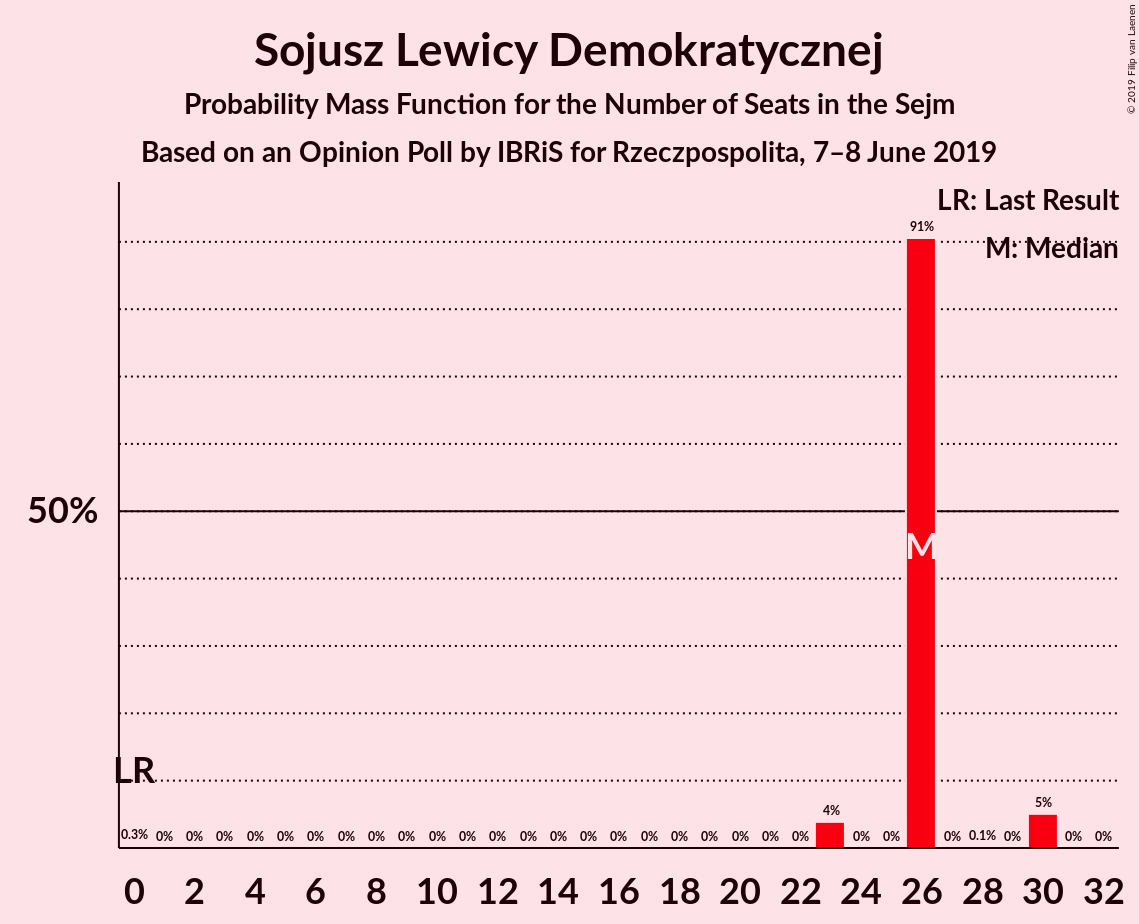 Sojusz Lewicy Demokratycznej
Probability Mass Function for the Number of Seats in the Sejm
Based on an Opinion Poll by IBRiS for Rzeczpospolita, 7–8 June 2019
© 2019 Filip van Laenen
LR: Last Result
M: Median
91%
50%
M
LR
0.3% 0% 0% 0% 0% 0% 0% 0% 0% 0% 0% 0% 0% 0% 0% 0% 0% 0% 0% 0% 0% 0% 0% 4% 0% 0% 0% 0.1% 0% 5% 0% 0%
0 2 4 6 8 10 12 14 16 18 20 22 24 26 28 30 32